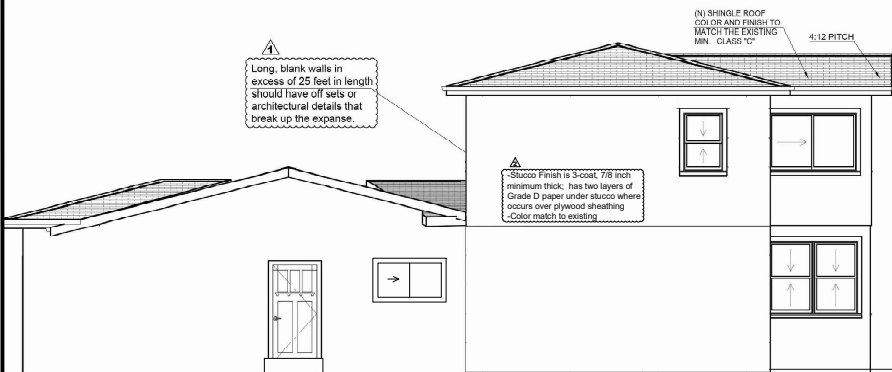 (N) SHINGLE ROOF
COLOR AND FINISH TO
MATCH THE EXISTING
MIN. CLASS "C"
4:12 PITCH
1
Long, blank walls in
excess of 25 feet in length
should have off sets or
architectural details that
break up the expanse.
2
-Stucco Finish is 3-coat, 7/8 inch
minimum thick; has two layers of
Grade D paper under stucco where
occurs over plywood sheathing
-Color match to existing